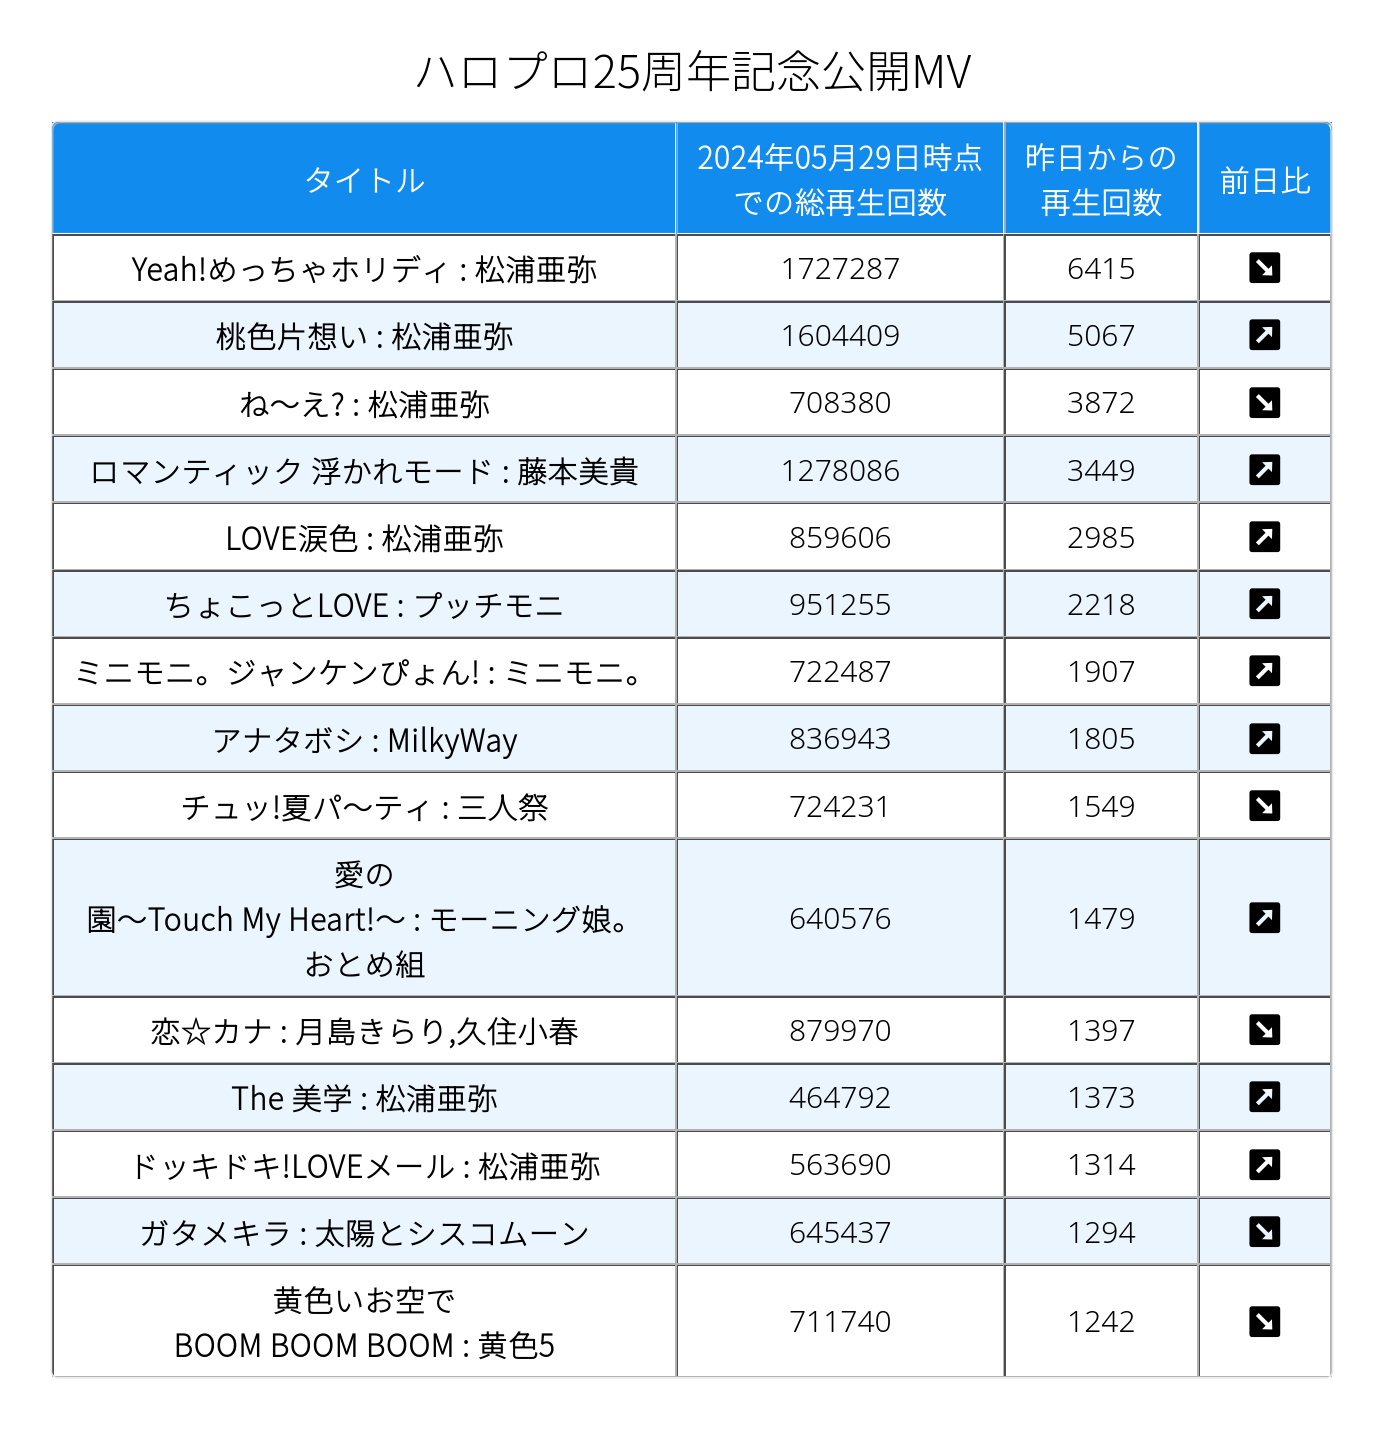 ハロプロ25周年記念公開MV
タイトル
2024年05月29日時点
での総再生回数
昨日からの
再生回数
前日比
Yeah!めっちゃホリディ : 松浦亜弥 1727287 6415 ↘
桃色片想い : 松浦亜弥 1604409 5067 ↗
ね〜え? : 松浦亜弥 708380 3872 ↘
ロマンティック 浮かれモード : 藤本美貴 1278086 3449 ↗
LOVE涙色 : 松浦亜弥 859606 2985 ↗
ちょこっとLOVE : プッチモニ 951255 2218 ↗
ミニモニ。ジャンケンぴょん! : ミニモニ。 722487 1907 ↗
アナタボシ : MilkyWay 836943 1805 ↗
チュッ!夏パ〜ティ : 三人祭 724231 1549 ↘
愛の
園〜Touch My Heart!〜 : モーニング娘。
おとめ組
640576 1479 ↗
恋☆カナ : 月島きらり,久住小春 879970 1397 ↘
The 美学 : 松浦亜弥 464792 1373 ↗
ドッキドキ!LOVEメール : 松浦亜弥 563690 1314 ↗
ガタメキラ : 太陽とシスコムーン 645437 1294 ↘
黄色いお空で
BOOM BOOM BOOM : 黄色5
711740 1242 ↘